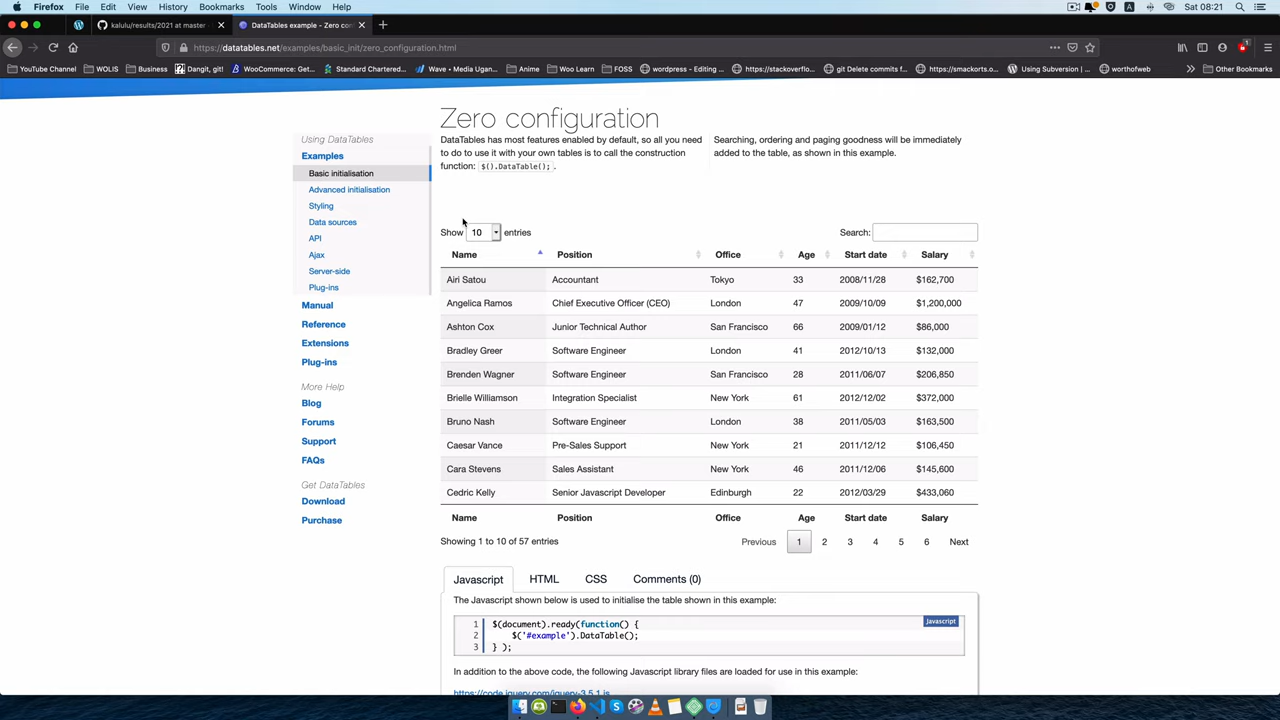 Firefox File Edit View History Bookmarks Tools Window Help Sat 08:21
kalulu/results/2021 at master DataTables example - Zero con
https://datatables.net/examples/basic_init/zero_configuration.html
YouTube Channel WOLIS Business Dangit, git! WooCommerce: Get... Standard Chartered... Wave • Media Ugan... Anime Woo Learn FOSS wordpress - Editing ... https://stackoverflo... git Delete commits f... https://smackorts.o... Using Subversion |... worthofweb Other Bookmarks
Zero configuration
DataTables has most features enabled by default, so all you need
to do to use it with your own tables is to call the construction
function: $().DataTable();.
Searching, ordering and paging goodness will be immediately
added to the table, as shown in this example.
Using DataTables
Examples
Basic initialisation
Advanced initialisation
Styling
Data sources
API
Ajax
Server-side
Plug-ins
Manual
Reference
Extensions
Plug-ins
More Help
Blog
Forums
Support
FAQs
Get DataTables
Download
Purchase
Show 10 entries Search:
Name Position Office Age Start date Salary
Airi Satou Accountant Tokyo 33 2008/11/28 $162,700
Angelica Ramos Chief Executive Officer (CEO) London 47 2009/10/09 $1,200,000
Ashton Cox Junior Technical Author San Francisco 66 2009/01/12 $86,000
Bradley Greer Software Engineer London 41 2012/10/13 $132,000
Brenden Wagner Software Engineer San Francisco 28 2011/06/07 $206,850
Brielle Williamson Integration Specialist New York 61 2012/12/02 $372,000
Bruno Nash Software Engineer London 38 2011/05/03 $163,500
Caesar Vance Pre-Sales Support New York 21 2011/12/12 $106,450
Cara Stevens Sales Assistant New York 46 2011/12/06 $145,600
Cedric Kelly Senior Javascript Developer Edinburgh 22 2012/03/29 $433,060
Name Position Office Age Start date Salary
Showing 1 to 10 of 57 entries Previous 1 2 3 4 5 6 Next
Javascript HTML CSS Comments (0)
The Javascript shown below is used to initialise the table shown in this example:
Javascript
1 $(document).ready(function() {
2 $('#example').DataTable();
3 } );
In addition to the above code, the following Javascript library files are loaded for use in this example:
https://code.jquery.com/jquery-3.5.1.js